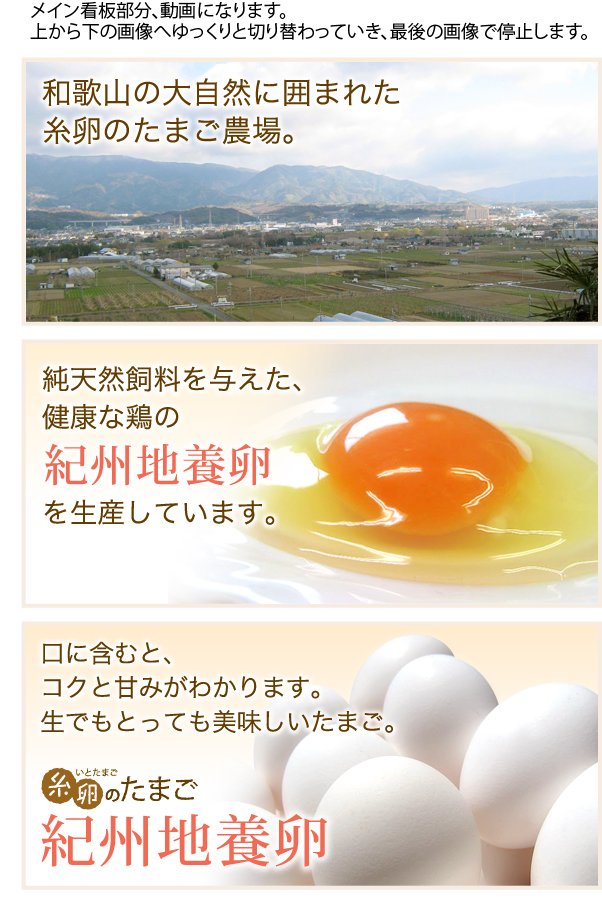 メイン看板部分、動画になります。
上から下の画像へゆっくりと切り替わっていき、最後の画像で停止します。
和歌山の大自然に囲まれた
糸卵のたまご農場。
純天然飼料を与えた、
健康な鶏の
紀州地養卵
を生産しています。
口に含むと、
コクと甘みがわかります。
生でもとっても美味しいたまご。
いとたまご
糸卵のたまご
紀州地養卵